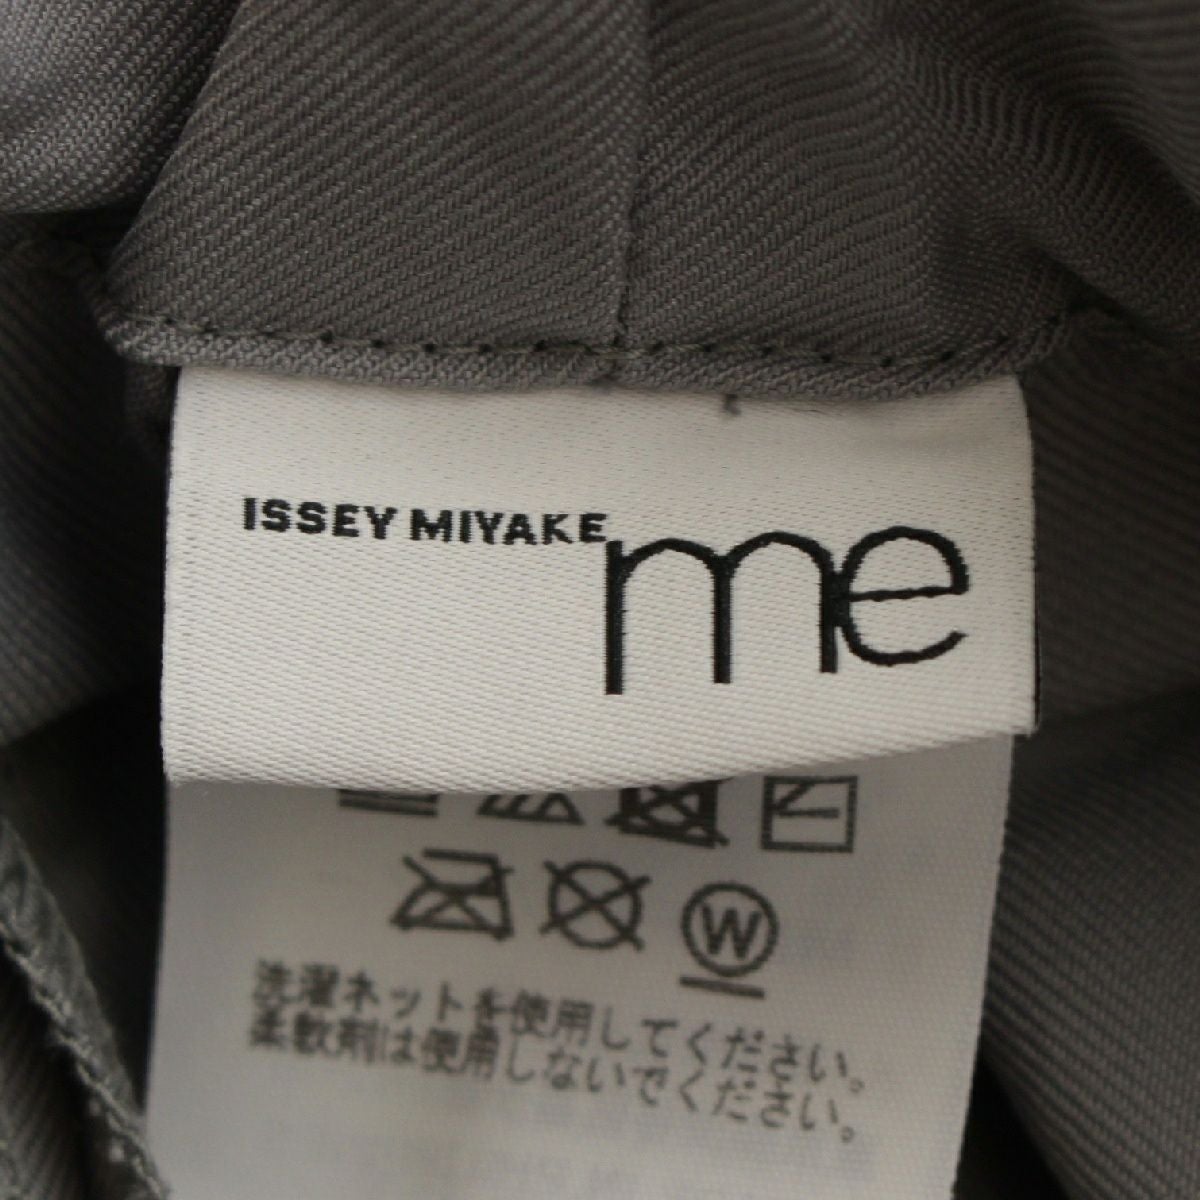 ISSEY MIYAKE
me
W
洗濯ネットを使用してください。
柔軟剤は使用しないでください。